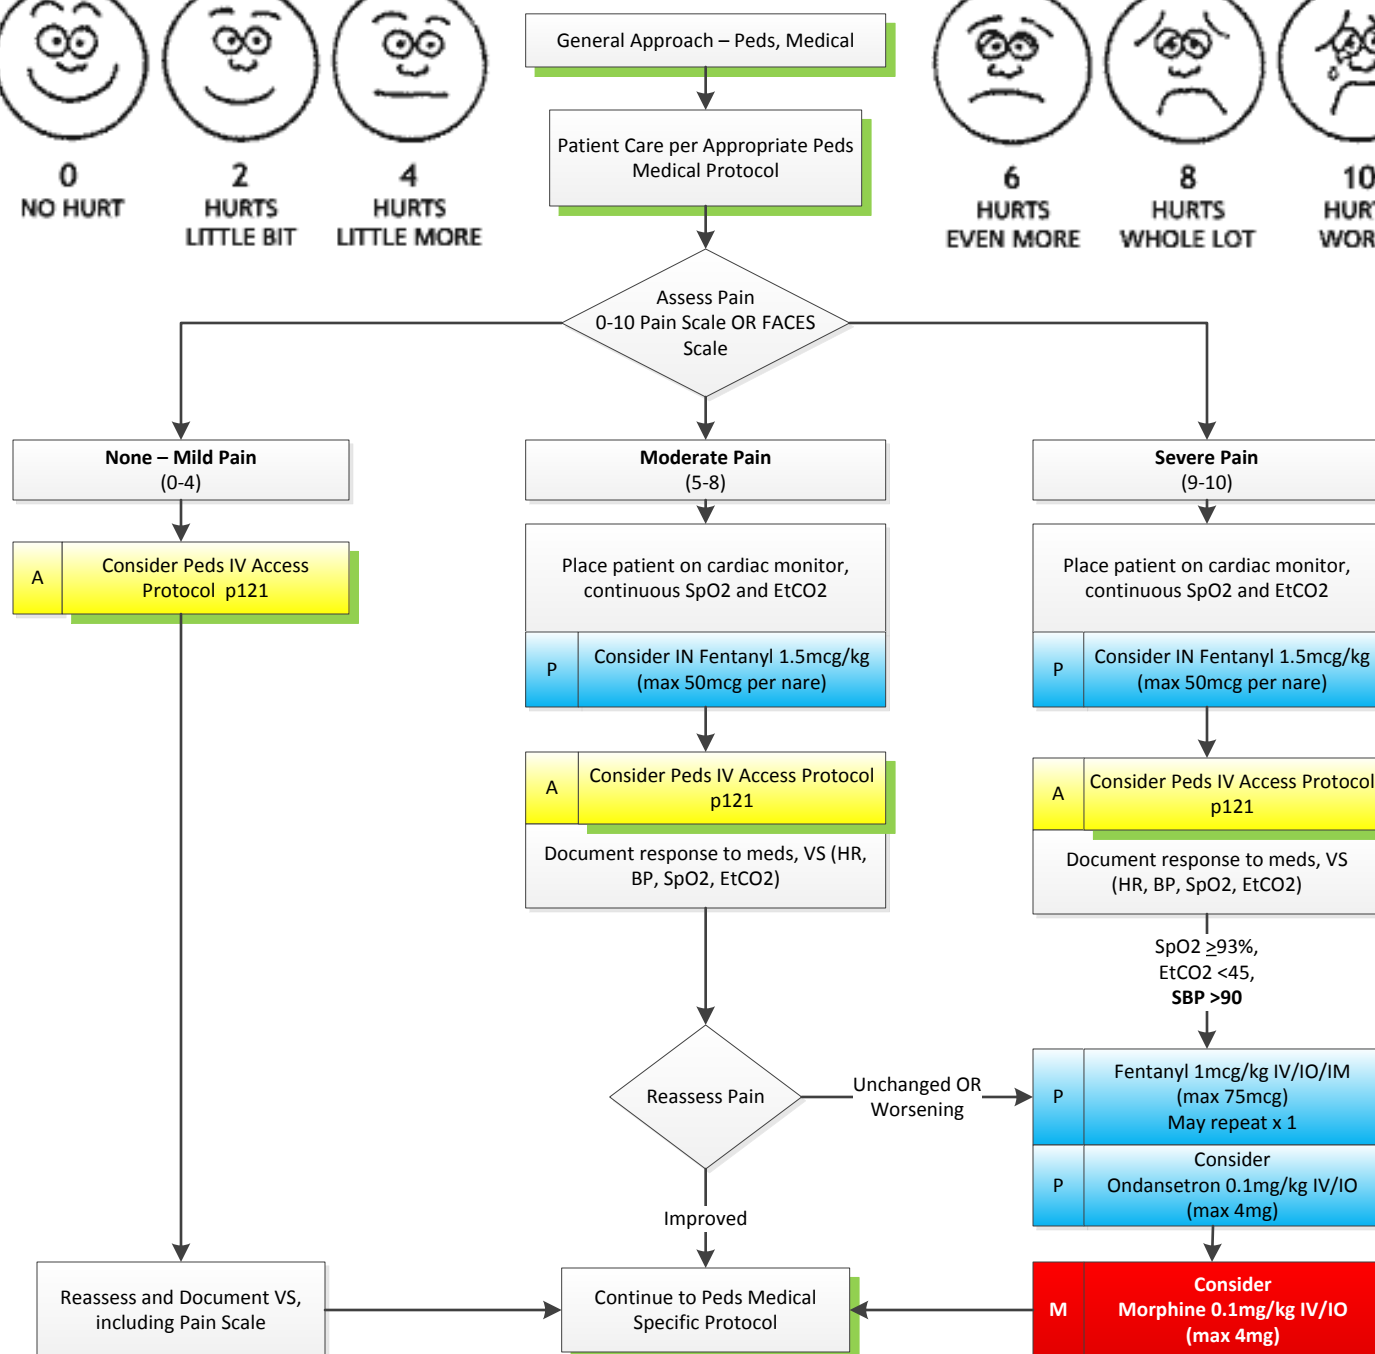 General Approach – Peds, Medical
Patient Care per Appropriate Peds
Medical Protocol
0
NO HURT
2
HURTS
LITTLE BIT
4
HURTS
LITTLE MORE
6
HURTS
EVEN MORE
8
HURTS
WHOLE LOT
10
Assess Pain
0-10 Pain Scale OR FACES
Scale
None – Mild Pain
(0-4)
A
Consider Peds IV Access
Protocol p121
Moderate Pain
(5-8)
Place patient on cardiac monitor,
continuous SpO2 and EtCO2
P
Consider IN Fentanyl 1.5mcg/kg
(max 50mcg per nare)
A
Consider Peds IV Access Protocol
p121
Document response to meds, VS (HR,
BP, SpO2, EtCO2)
Reassess Pain
Unchanged OR
Worsening
Improved
Severe Pain
(9-10)
Place patient on cardiac monitor,
continuous SpO2 and EtCO2
P
Consider IN Fentanyl 1.5mcg/kg
(max 50mcg per nare)
A
Consider Peds IV Access Protocol
p121
Document response to meds, VS
(HR, BP, SpO2, EtCO2)
SpO2 ≥93%,
EtCO2 <45,
SBP >90
P
Fentanyl 1mcg/kg IV/IO/IM
(max 75mcg)
May repeat x 1
P
Consider
Ondansetron 0.1mg/kg IV/IO
(max 4mg)
M
Consider
Morphine 0.1mg/kg IV/IO
(max 4mg)
Reassess and Document VS,
including Pain Scale
Continue to Peds Medical
Specific Protocol